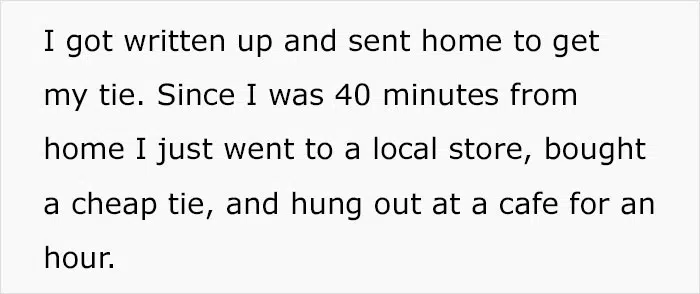 I got written up and sent home to get
my tie. Since I was 40 minutes from
home I just went to a local store, bought
a cheap tie, and hung out at a cafe for an
hour.